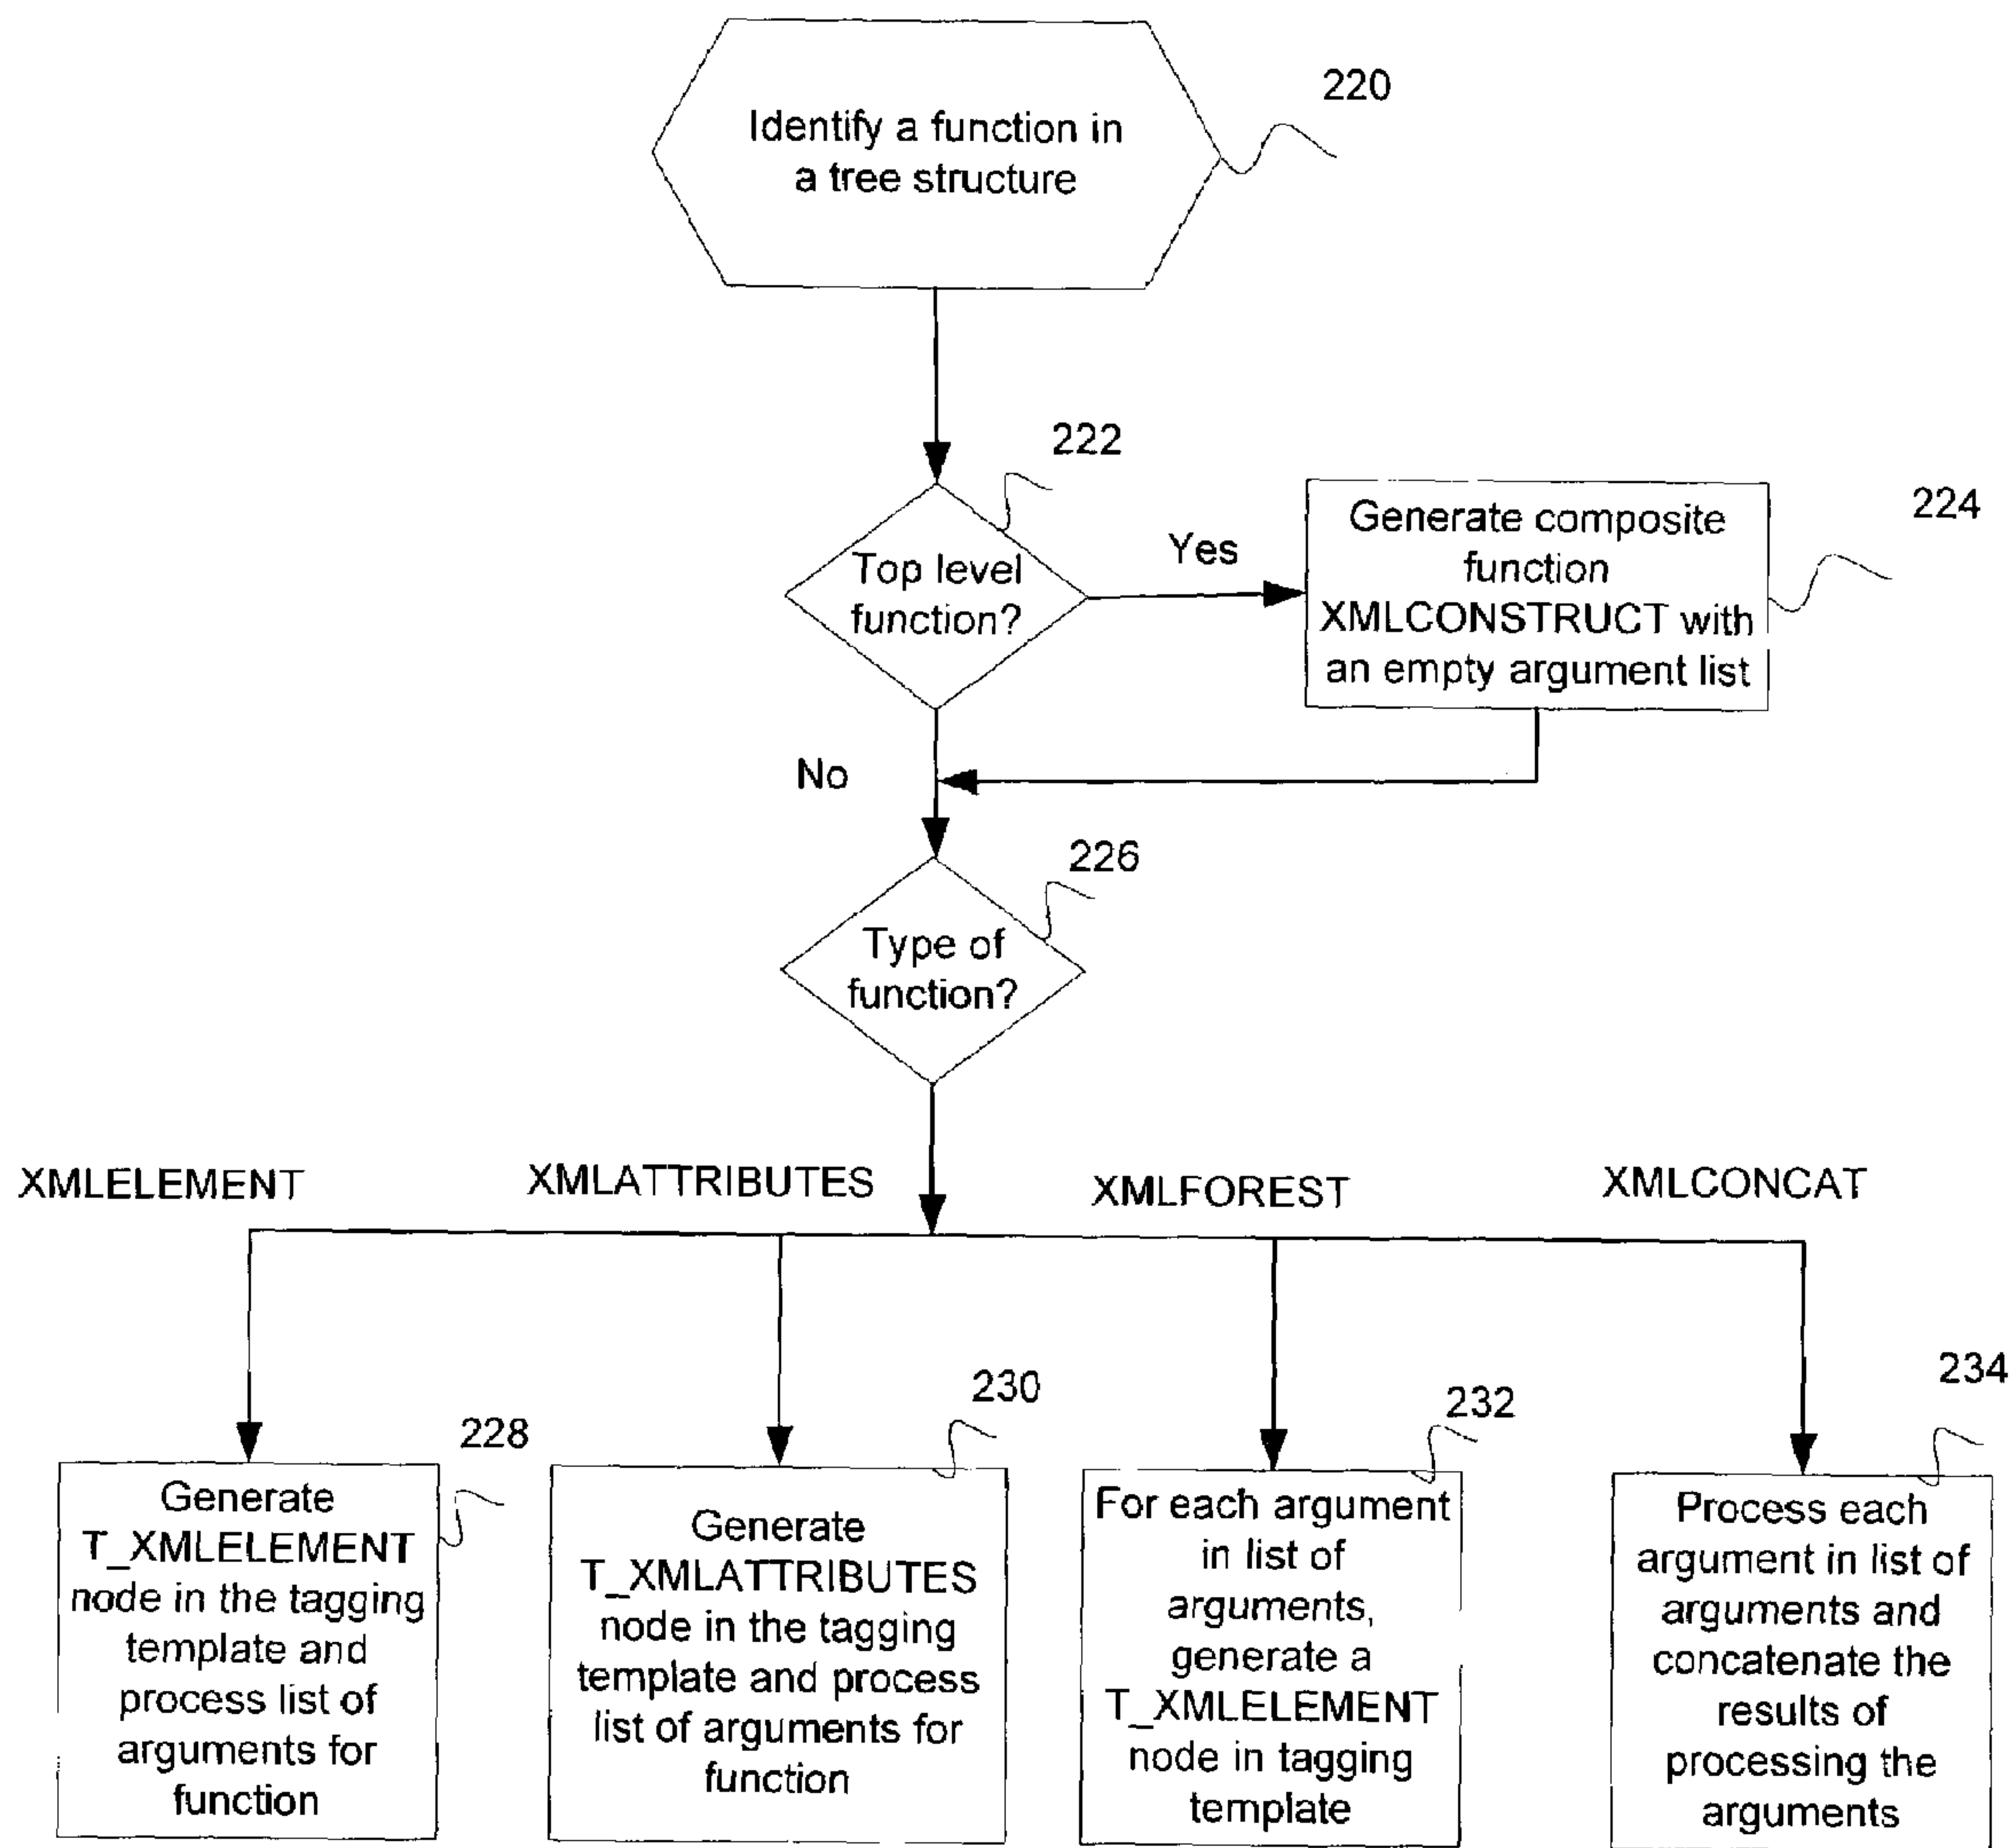 Identify a function in
a tree structure
220
Top level
function?
222
Yes
Generate composite
function
XMLCONSTRUCT with
an empty argument list
224
No
Type of
function?
226
XMLELEMENT
XMLATTRIBUTES
XMLFOREST
XMLCONCAT
Generate
T_XMLELEMENT
node in the tagging
template and
process list of
arguments for
function
228
Generate
T_XMLATTRIBUTES
node in the tagging
template and process
list of arguments for
function
230
For each argument
in list of
arguments,
generate a
T_XMLELEMENT
node in tagging
template
232
Process each
argument in list of
arguments and
concatenate the
results of
processing the
arguments
234